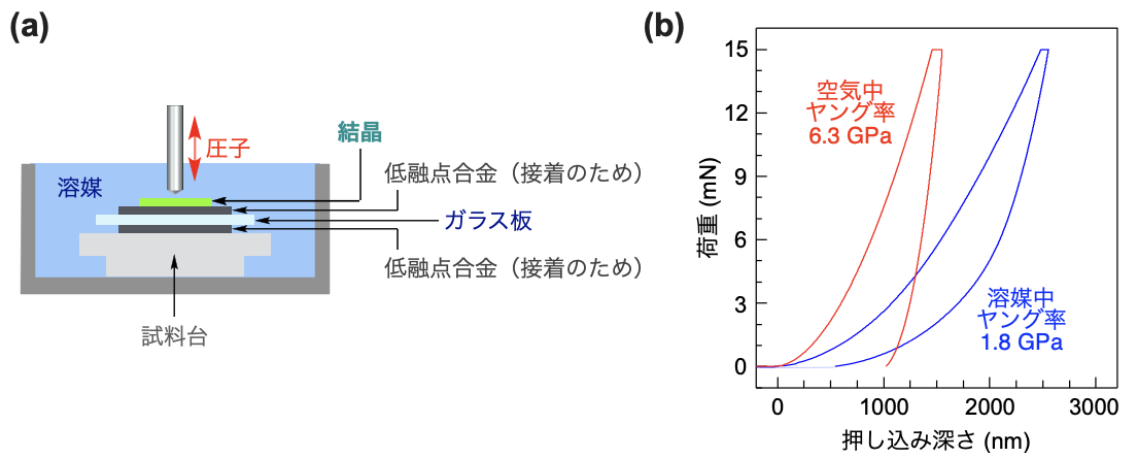 (a)
圧子
結晶
低融点合金（接着のため）
溶媒
ガラス板
低融点合金（接着のため）
試料台
(b)
15
12
9
6
3
0
荷重 (mN)
空気中
ヤング率
6.3 GPa
溶媒中
ヤング率
1.8 GPa
0
1000
2000
3000
押し込み深さ (nm)